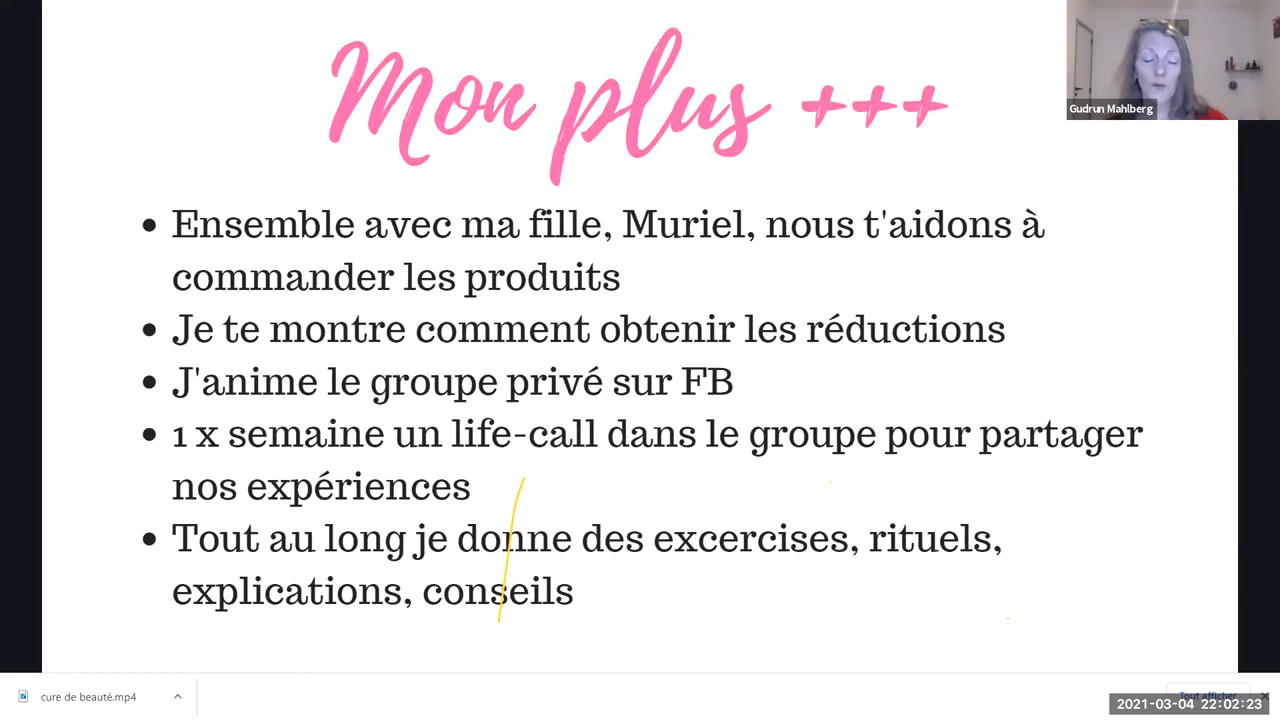 Mon plus +++
Gudrun Mahlberg
• Ensemble avec ma fille, Muriel, nous t'aidons à
commander les produits
• Je te montre comment obtenir les réductions
• J'anime le groupe privé sur FB
• 1 x semaine un life-call dans le groupe pour partager
nos expériences
• Tout au long je donne des excercises, rituels,
explications, conseils
cure de beauté.mp4
Tout afficher
2021-03-04 22:02:23